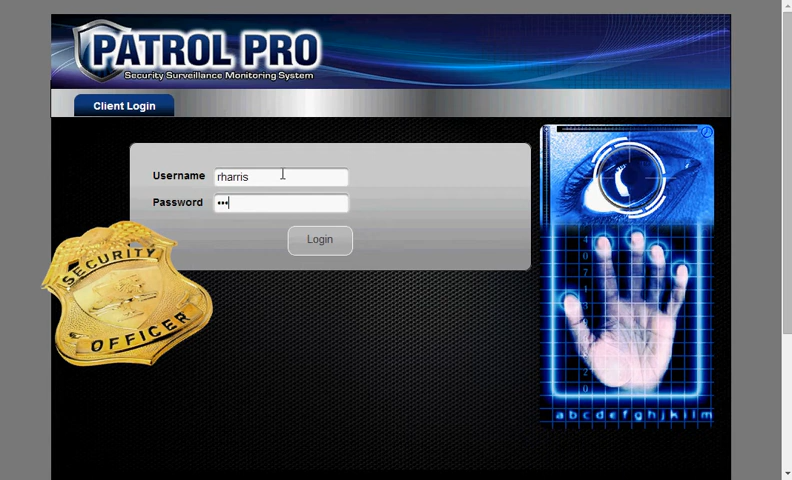 PATROL PRO
Security Surveillance Monitoring System
Client Login
Username rharris
Password •••
Login
SECURITY
OFFICER
a b c d e f g h j k i l m